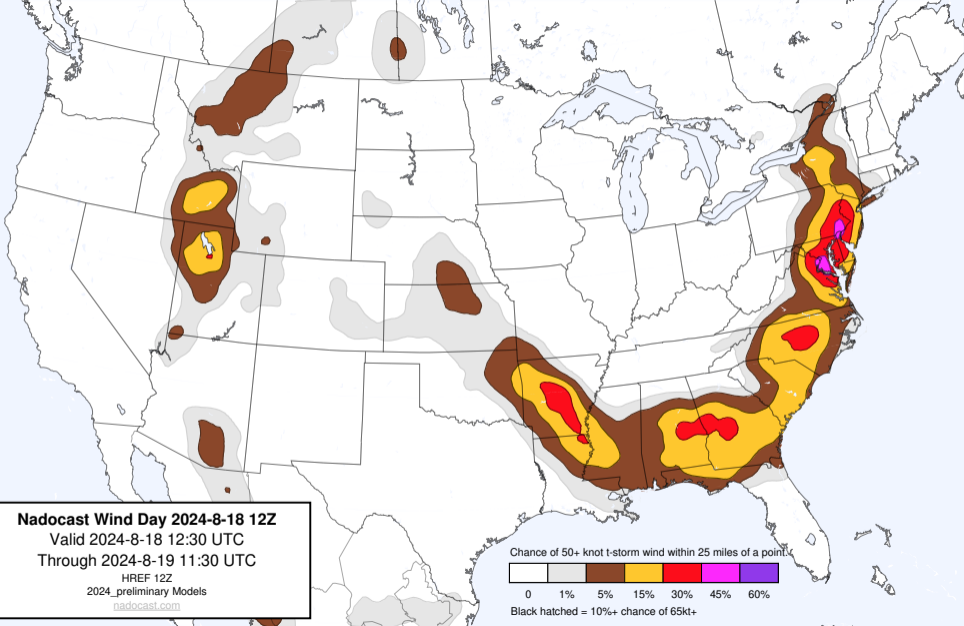 Nadocast Wind Day 2024-8-18 12Z
Valid 2024-8-18 12:30 UTC
Through 2024-8-19 11:30 UTC
HREF 12Z
2024_preliminary Models
nadocast.com
Chance of 50+ knot t-storm wind within 25 miles of a point.
0 1% 5% 15% 30% 45% 60%
Black hatched = 10%+ chance of 65kt+